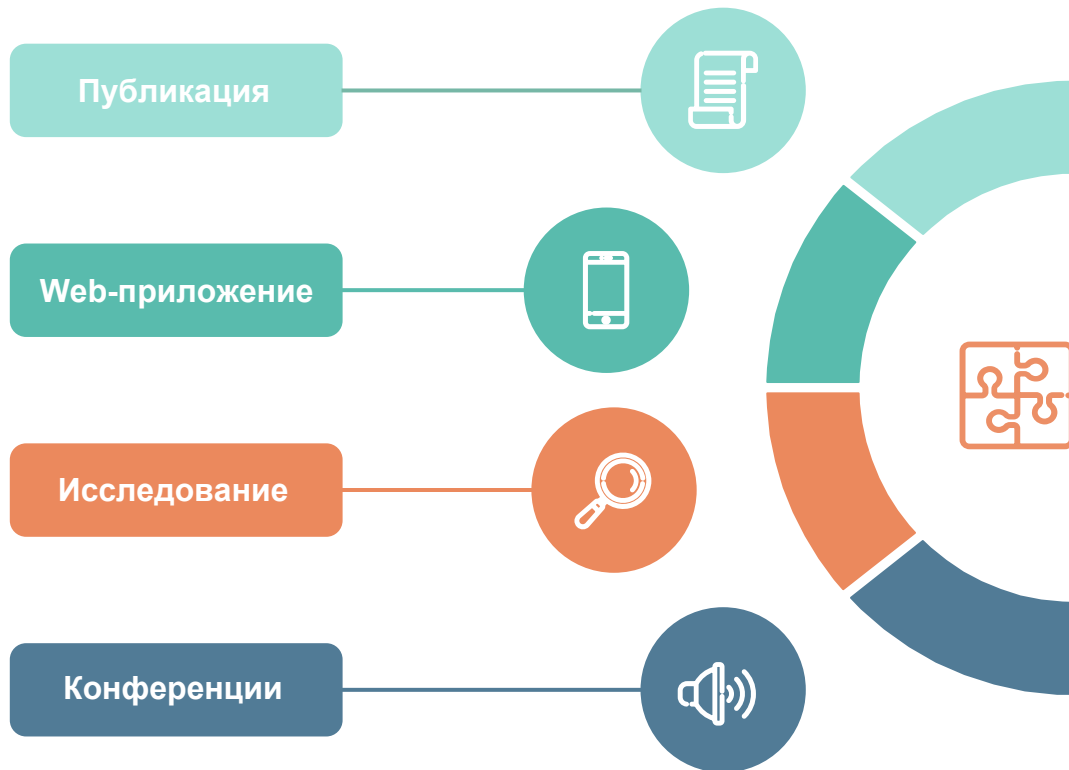 Публикация
Web-приложение
Исследование
Конференции